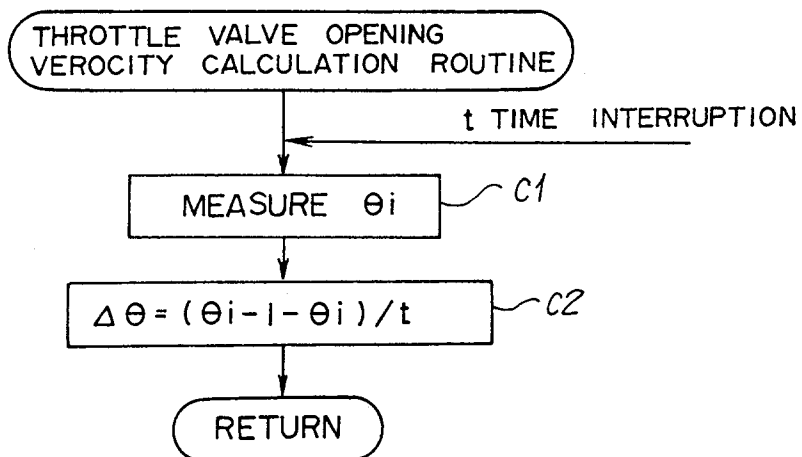 THROTTLE VALVE OPENING
VEROCITY CALCULATION ROUTINE
t TIME INTERRUPTION
MEASURE θi
C1
Δθ=(θi-1-θi)/t
C2
RETURN